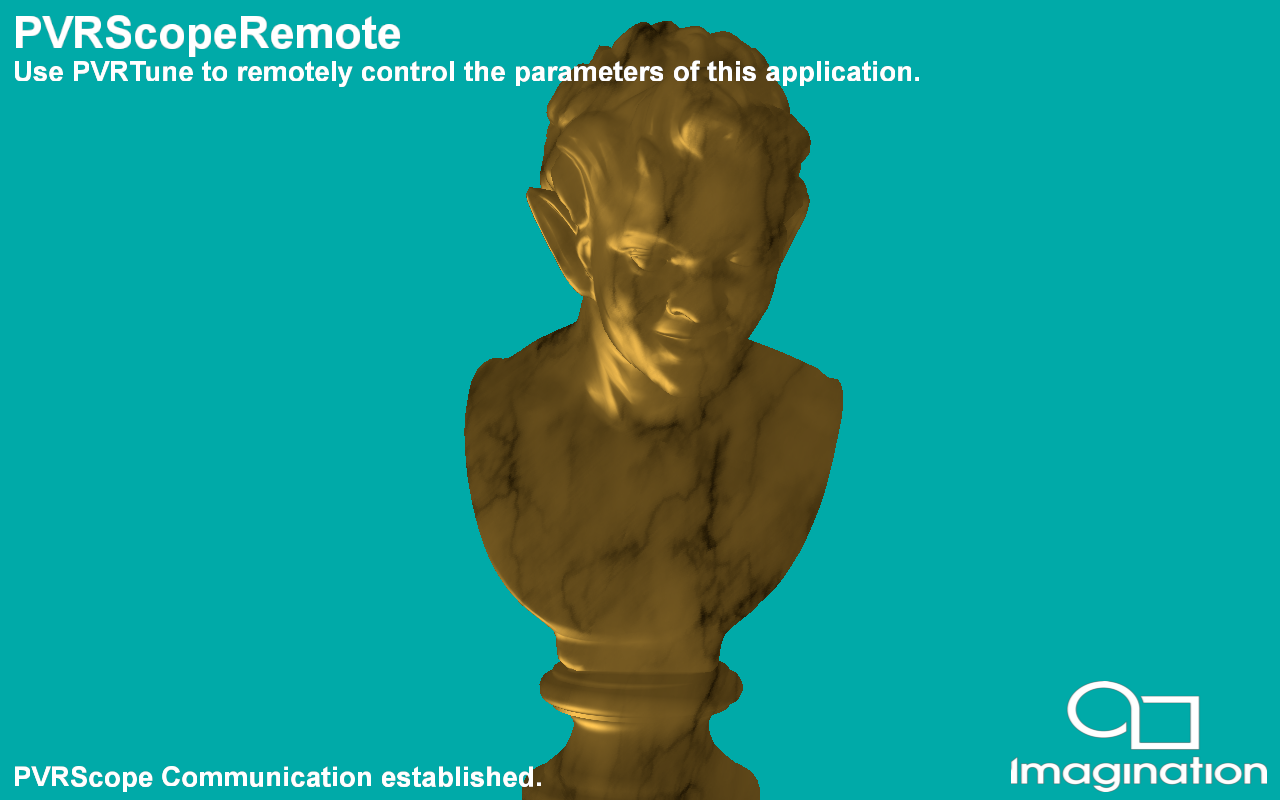 PVRScopeRemote
Use PVRTune to remotely control the parameters of this application.
PVRScope Communication established.
Imagination